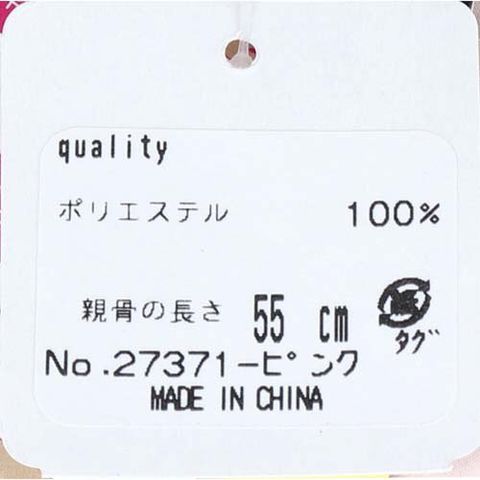 quality
ポリエステル 100%
親骨の長さ 55 cm
タグ
No.27371-ピンク
MADE IN CHINA